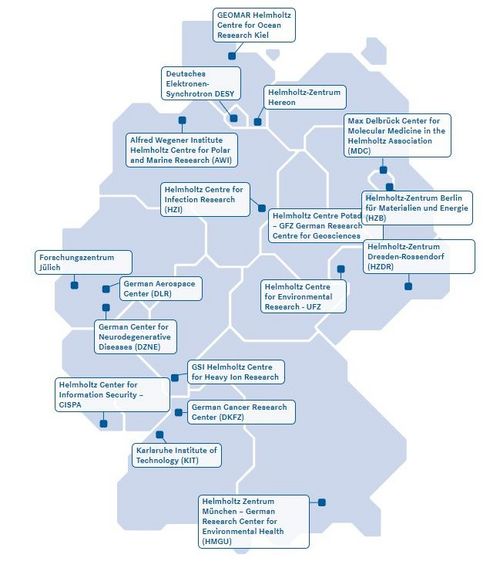 GEOMAR Helmholtz
Centre for Ocean
Research Kiel
Deutsches
Elektronen-
Synchrotron DESY
Helmholtz-Zentrum
Hereon
Max Delbrück Center for
Molecular Medicine in the
Helmholtz Association
(MDC)
Alfred Wegener Institute
Helmholtz Centre for Polar
and Marine Research (AWI)
Helmholtz Centre for
Infection Research
(HZI)
Helmholtz-Zentrum Berlin
für Materialien und Energie
(HZB)
Helmholtz Centre Potsd
– GFZ German Research
Centre for Geosciences
Helmholtz-Zentrum
Dresden-Rossendorf
(HZDR)
Forschungszentrum
Jülich
German Aerospace
Center (DLR)
Helmholtz Centre
for Environmental
Research - UFZ
German Center for
Neurodegenerative
Diseases (DZNE)
GSI Helmholtz Centre
for Heavy Ion Research
Helmholtz Center for
Information Security –
CISPA
German Cancer Research
Center (DKFZ)
Karlsruhe Institute of
Technology (KIT)
Helmholtz Zentrum
München – German
Research Center for
Environmental Health
(HMGU)